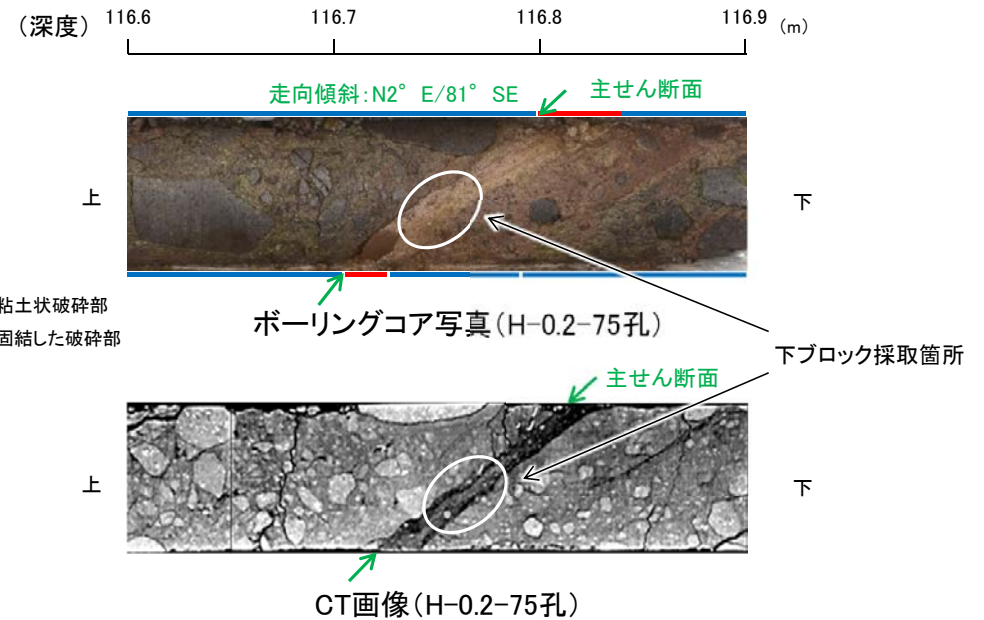 (深度) 116.6 116.7 116.8 116.9 (m)
走向傾斜:N2°E/81°SE 主せん断面
上 下
粘土状破砕部
固結した破砕部
ボーリングコア写真(H-0.2-75孔)
下ブロック採取箇所
主せん断面
上 下
CT画像(H-0.2-75孔)